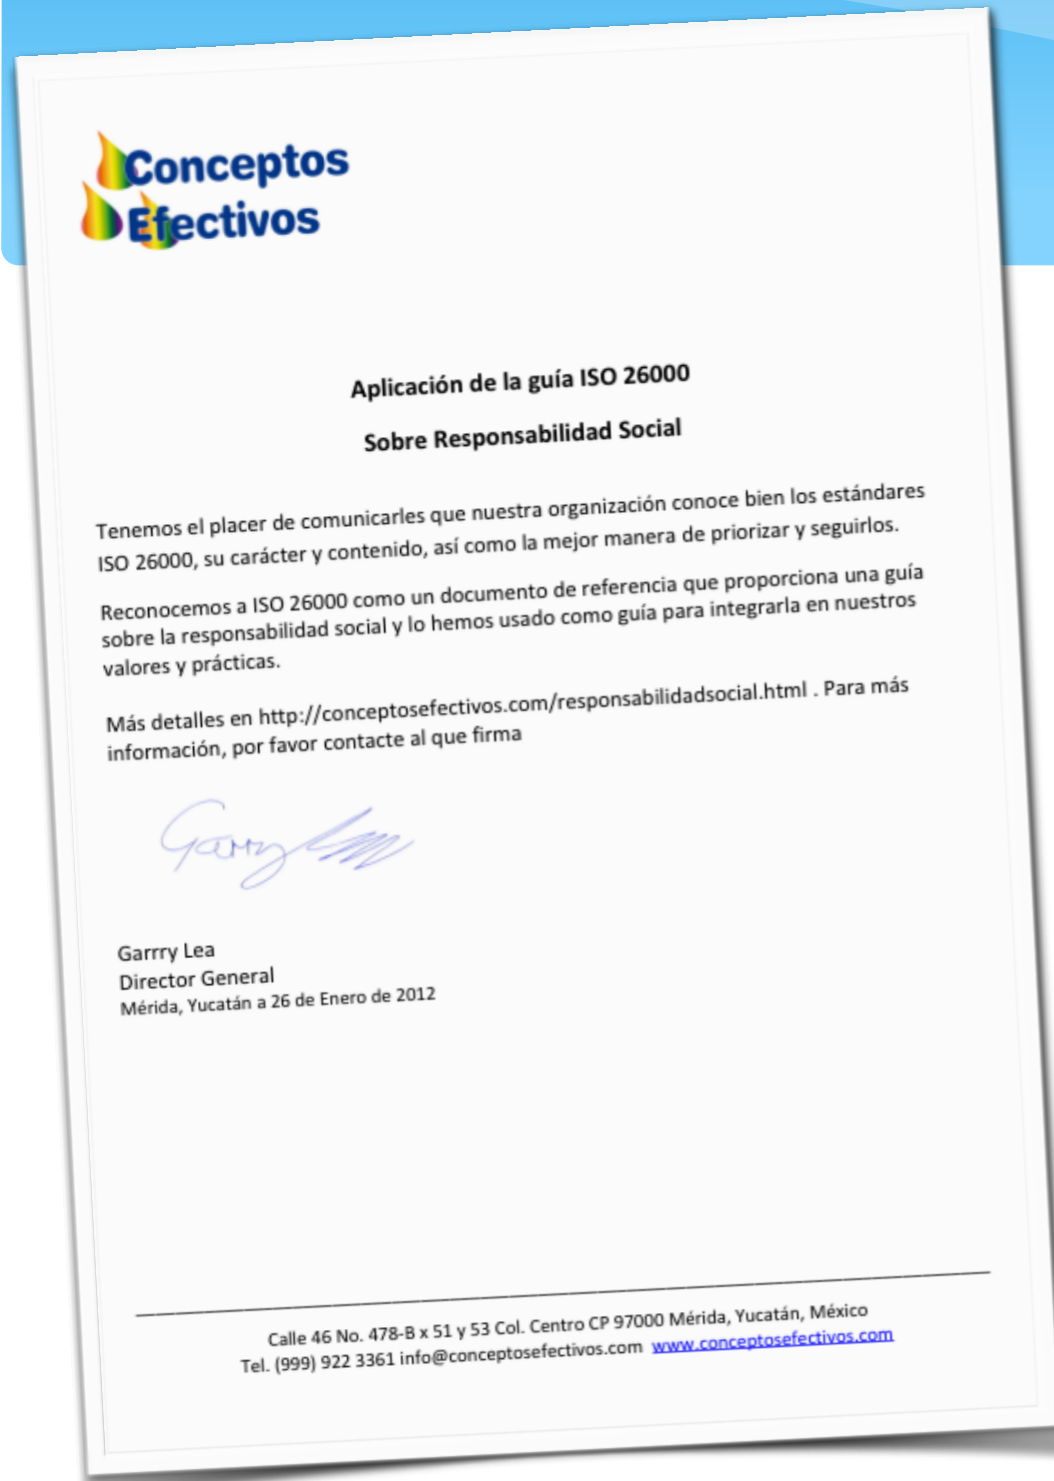 Conceptos
Efectivos
Aplicación de la guía ISO 26000
Sobre Responsabilidad Social
Tenemos el placer de comunicarles que nuestra organización conoce bien los estándares
ISO 26000, su carácter y contenido, así como la mejor manera de priorizar y seguirlos.
Reconocemos a ISO 26000 como un documento de referencia que proporciona una guía
sobre la responsabilidad social y lo hemos usado como guía para integrarla en nuestros
valores y prácticas.
Más detalles en http://conceptosefectivos.com/responsabilidadsocial.html . Para más
información, por favor contacte al que firma
Garry Lea
Garrry Lea
Director General
Mérida, Yucatán a 26 de Enero de 2012
Calle 46 No. 478-B x 51 y 53 Col. Centro CP 97000 Mérida, Yucatán, México
Tel. (999) 922 3361 info@conceptosefectivos.com www.conceptosefectivos.com